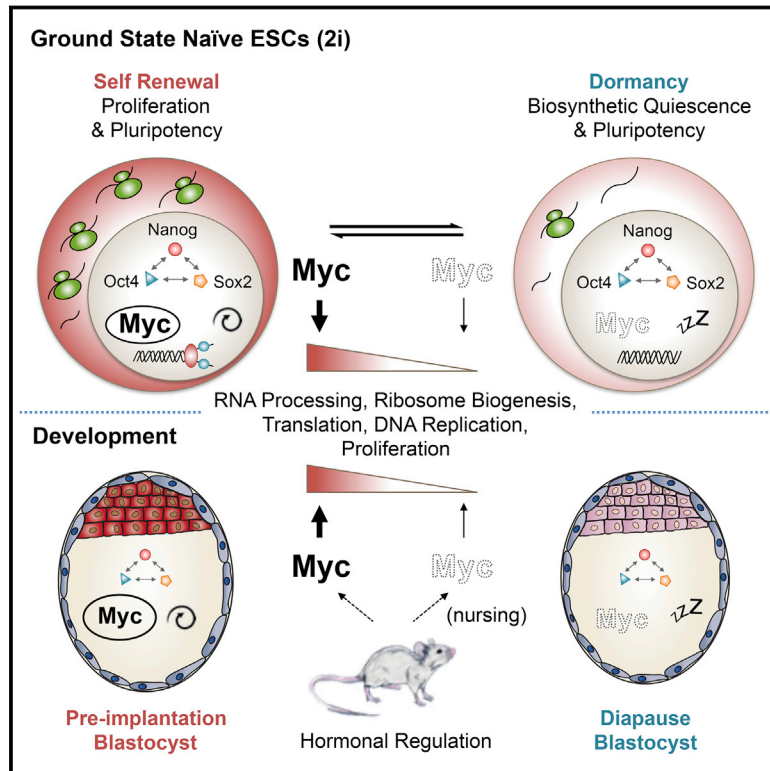 Ground State Naïve ESCs (2i)
Self Renewal
Proliferation
& Pluripotency
Dormancy
Biosynthetic Quiescence
& Pluripotency
Nanog
Oct4
Sox2
Myc
Myc
Myc
Nanog
Oct4
Sox2
Myc
zzZ
RNA Processing, Ribosome Biogenesis,
Translation, DNA Replication,
Proliferation
Development
Myc
Myc
Myc
(nursing)
Myc
zzZ
Pre-implantation
Blastocyst
Hormonal Regulation
Diapause
Blastocyst